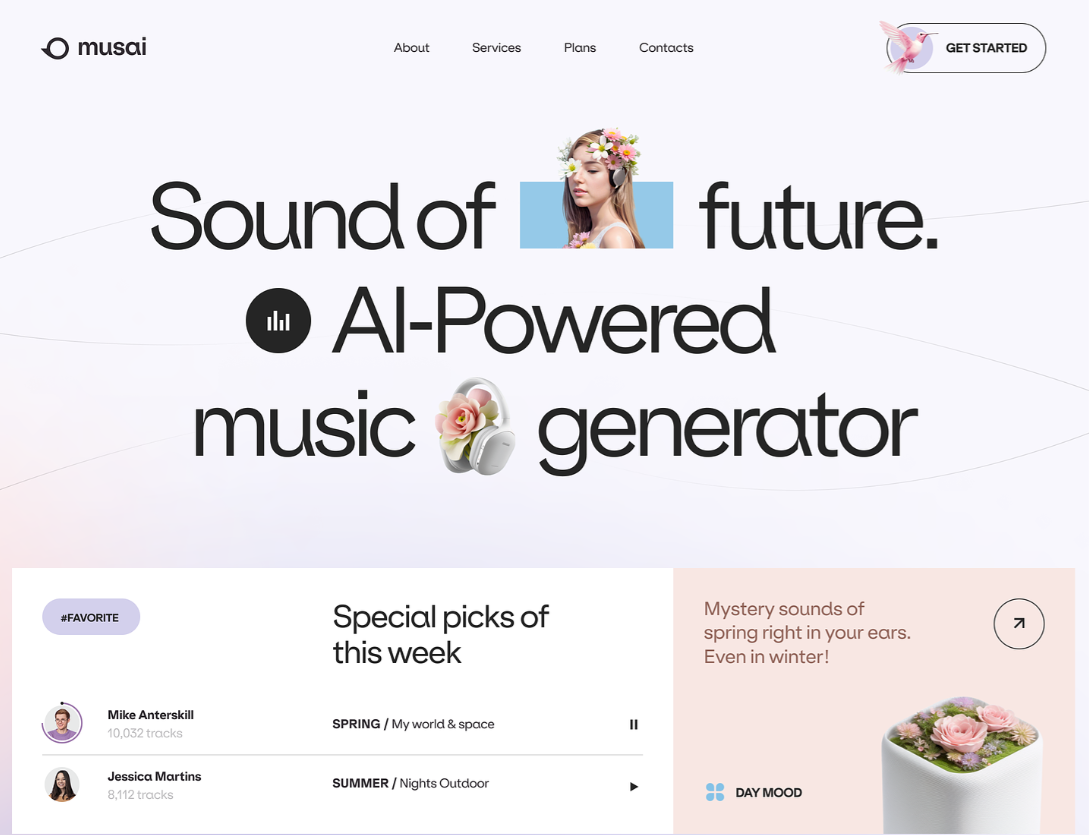 musai
About Services Plans Contacts
GET STARTED
Sound of future.
AI-Powered
music generator
#FAVORITE
Special picks of
this week
Mike Anterskill
10,032 tracks
SPRING / My world & space
Jessica Martins
8,112 tracks
SUMMER / Nights Outdoor
Mystery sounds of
spring right in your ears.
Even in winter!
DAY MOOD